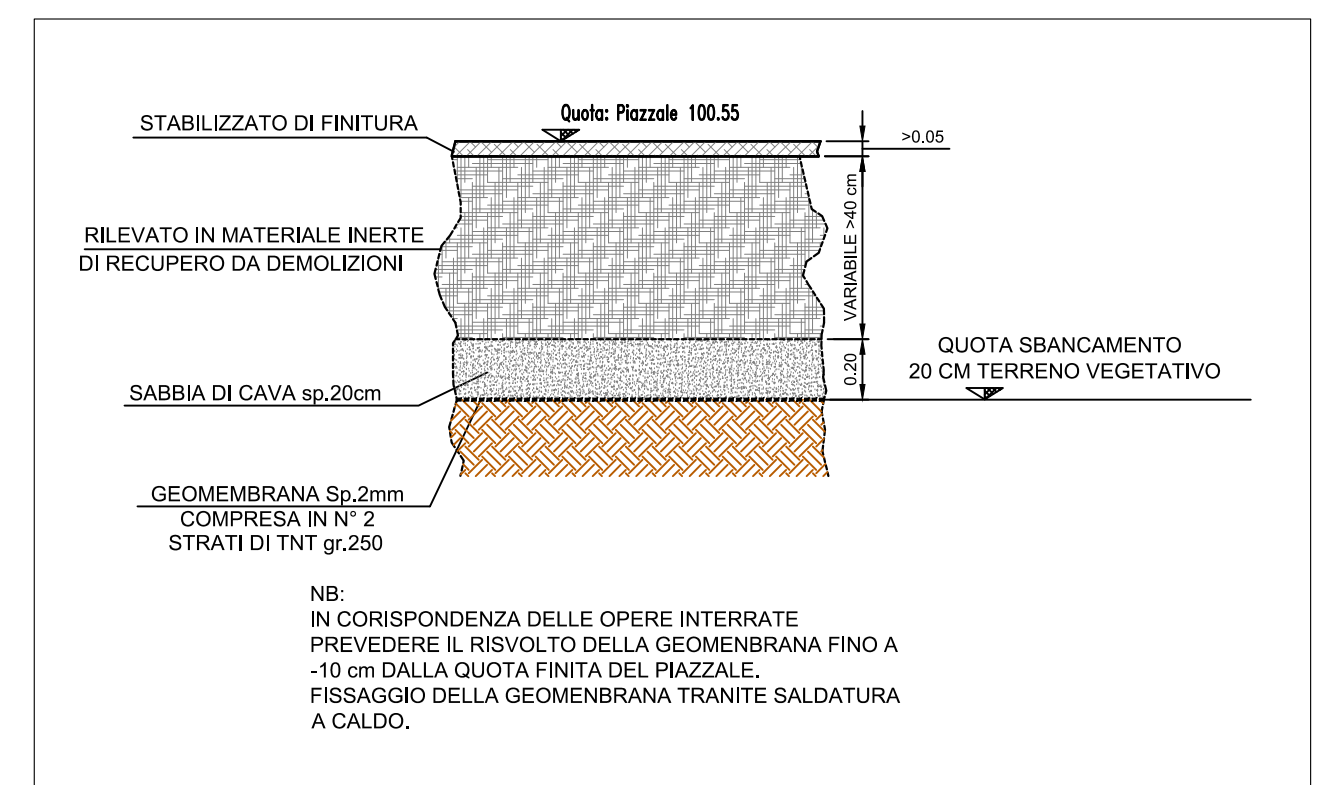 Quota: Piazzale 100.55
STABILIZZATO DI FINITURA
>0.05
RILEVATO IN MATERIALE INERTE
DI RECUPERO DA DEMOLIZIONI
VARIABILE >40 cm
QUOTA SBANCAMENTO
20 CM TERRENO VEGETATIVO
0.20
SABBIA DI CAVA sp.20cm
GEOMEMBRANA Sp.2mm
COMPRESA IN N° 2
STRATI DI TNT gr.250
NB:
IN CORISPONDENZA DELLE OPERE INTERRATE
PREVEDERE IL RISVOLTO DELLA GEOMENBRANA FINO A
-10 cm DALLA QUOTA FINITA DEL PIAZZALE.
FISSAGGIO DELLA GEOMENBRANA TRANITE SALDATURA
A CALDO.